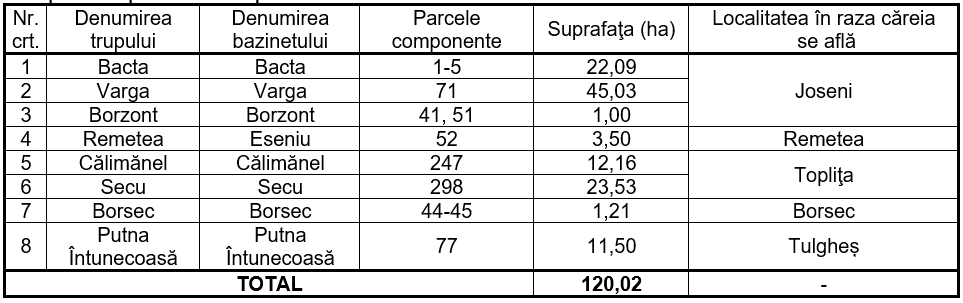 Nr. crt. Denumirea trupului Denumirea bazinetului Parcele componente Suprafaţa (ha) Localitatea în raza căreia se află
1 Bacta Bacta 1-5 22,09 Joseni
2 Varga Varga 71 45,03
3 Borzont Borzont 41, 51 1,00
4 Remetea Eseniu 52 3,50 Remetea
5 Călimănel Călimănel 247 12,16 Topliţa
6 Secu Secu 298 23,53
7 Borsec Borsec 44-45 1,21 Borsec
8 Putna Întunecoasă Putna Întunecoasă 77 11,50 Tulgheș
TOTAL 120,02 -